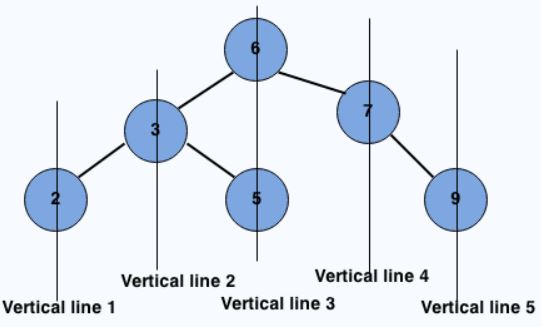 6
3
7
2
5
9
Vertical line 1
Vertical line 2
Vertical line 3
Vertical line 4
Vertical line 5